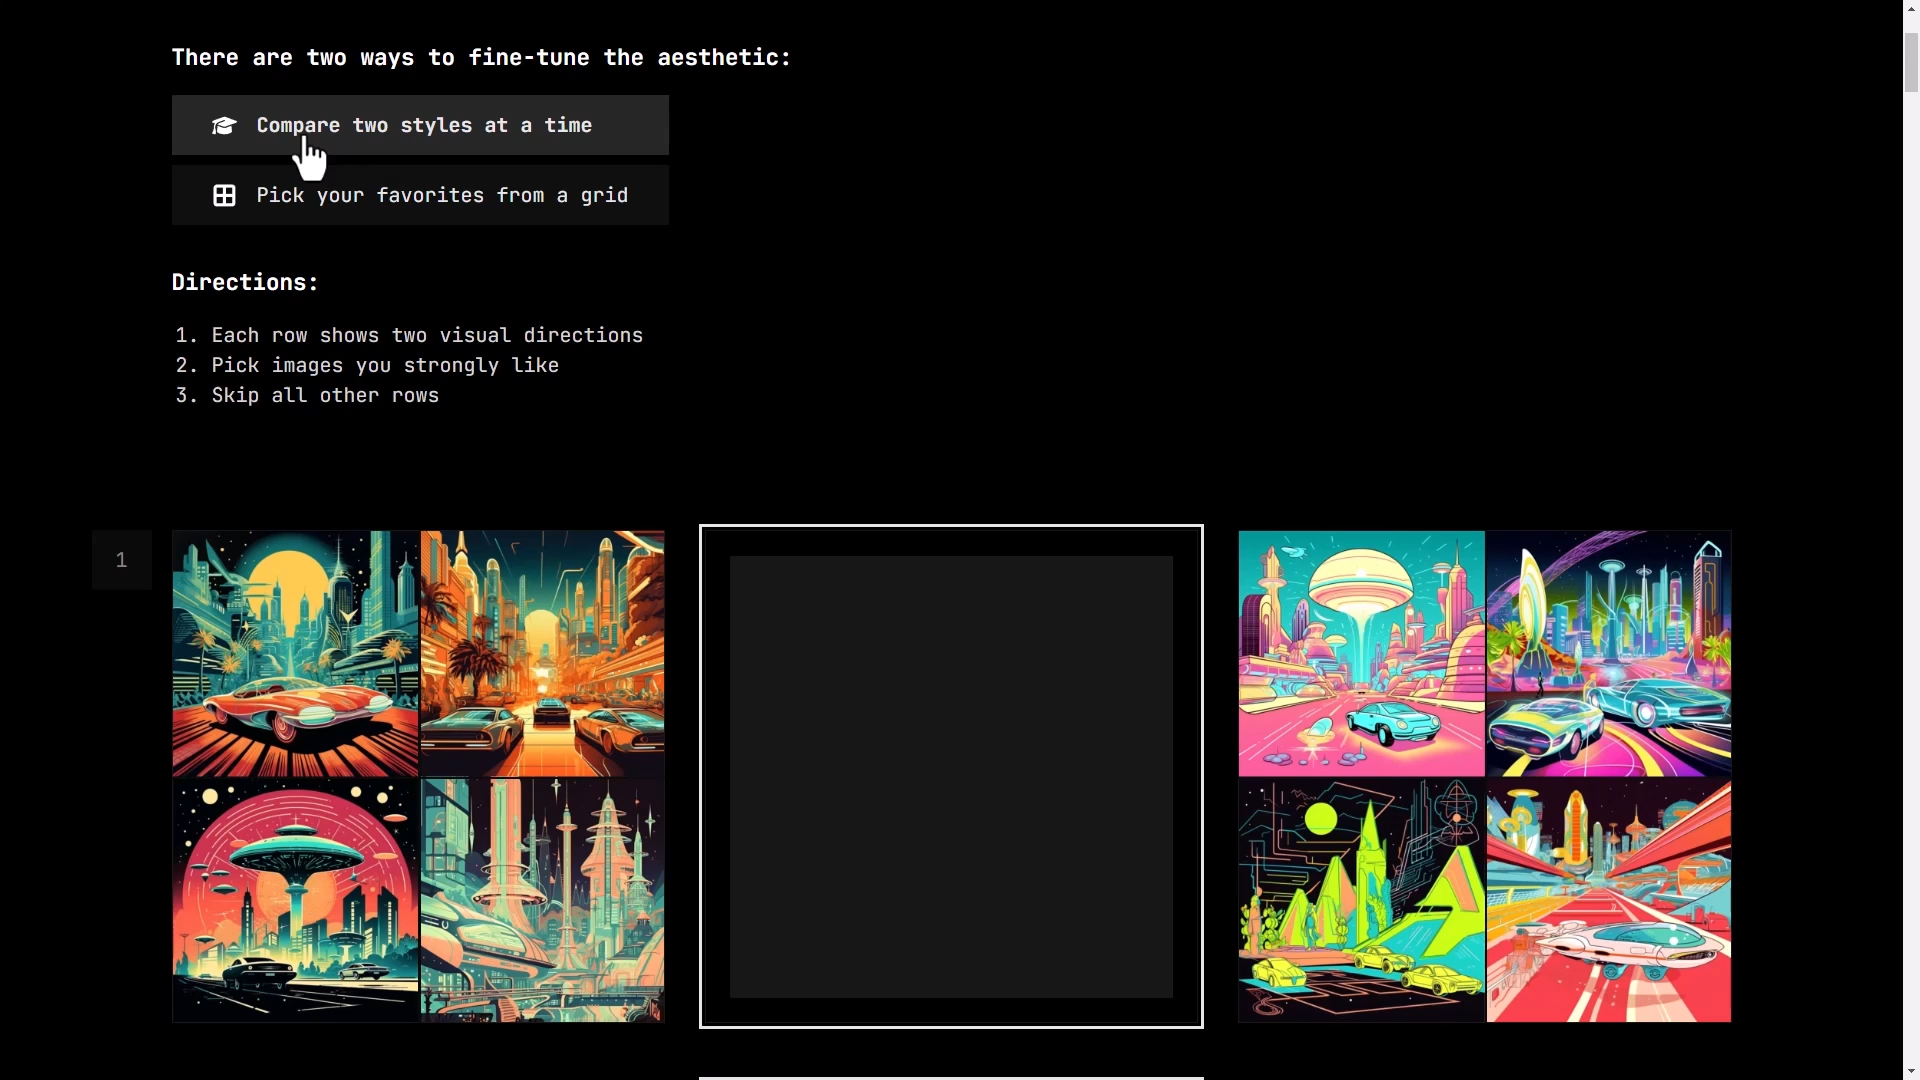 There are two ways to fine-tune the aesthetic:
Compare two styles at a time
Pick your favorites from a grid
Directions:
1. Each row shows two visual directions
2. Pick images you strongly like
3. Skip all other rows
1